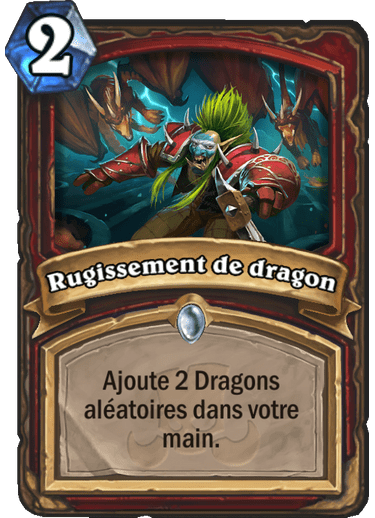 2
Rugissement de dragon
Ajoute 2 Dragons
aléatoires dans votre
main.